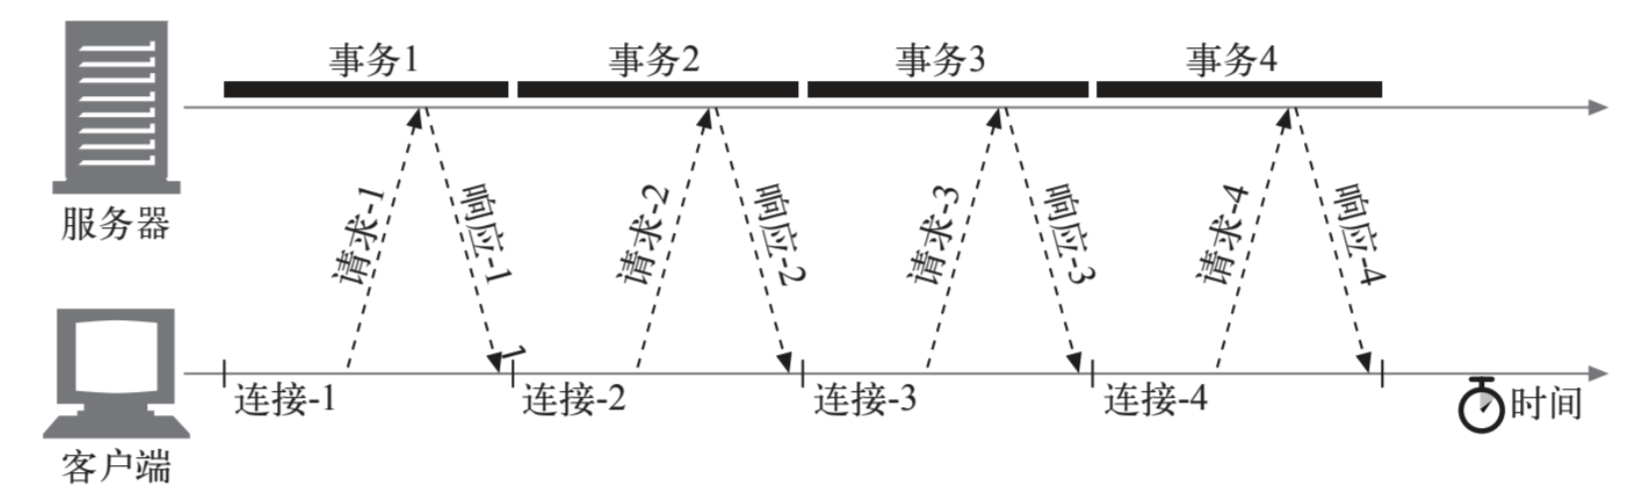 事务1
事务2
事务3
事务4
服务器
请求-1
响应-1
请求-2
响应-2
请求-3
响应-3
请求-4
响应-4
1
连接-1
连接-2
连接-3
连接-4
时间
客户端